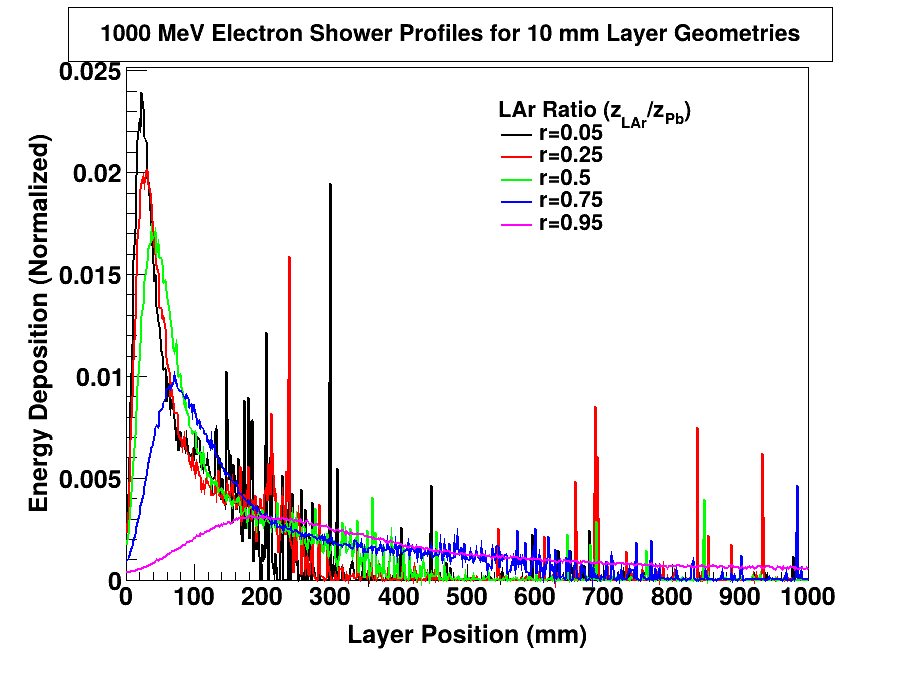 1000 MeV Electron Shower Profiles for 10 mm Layer Geometries
Energy Deposition (Normalized)
0.025
0.02
0.015
0.01
0.005
0
LAr Ratio (z_LAr/z_Pb)
r=0.05
r=0.25
r=0.5
r=0.75
r=0.95
0 100 200 300 400 500 600 700 800 900 1000
Layer Position (mm)